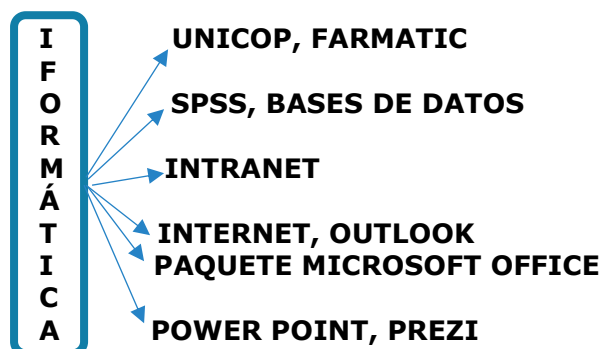 IFORMÁTICA
UNICOP, FARMATIC
SPSS, BASES DE DATOS
INTRANET
INTERNET, OUTLOOK
PAQUETE MICROSOFT OFFICE
POWER POINT, PREZI